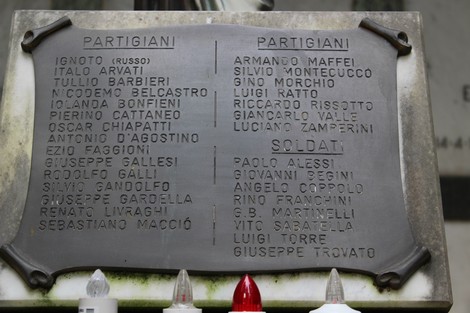 PARTIGIANI
IGNOTO (RUSSO)
ITALO ARVATI
TULLIO BARBIERI
NICODEMO BELCASTRO
IOLANDA BONFIENI
PIERINO CATTANEO
OSCAR CHIAPATTI
ANTONIO D'AGOSTINO
EZIO FAGGIONI
GIUSEPPE GALLESI
RODOLFO GALLI
SILVIO GANDOLFO
GIUSEPPE GARDELLA
RENATO LIVRAGHI
SEBASTIANO MACCIÓ
PARTIGIANI
ARMANDO MAFFEI
SILVIO MONTECUCCO
GINO MORCHIO
LUIGI RATTO
RICCARDO RISSOTTO
GIANCARLO VALLE
LUCIANO ZAMPERINI
SOLDATI
PAOLO ALESSI
GIOVANNI BEGINI
ANGELO COPPOLO
RINO FRANCHINI
G.B. MARTINELLI
VITO SABATELLA
LUIGI TORRE
GIUSEPPE TROVATO